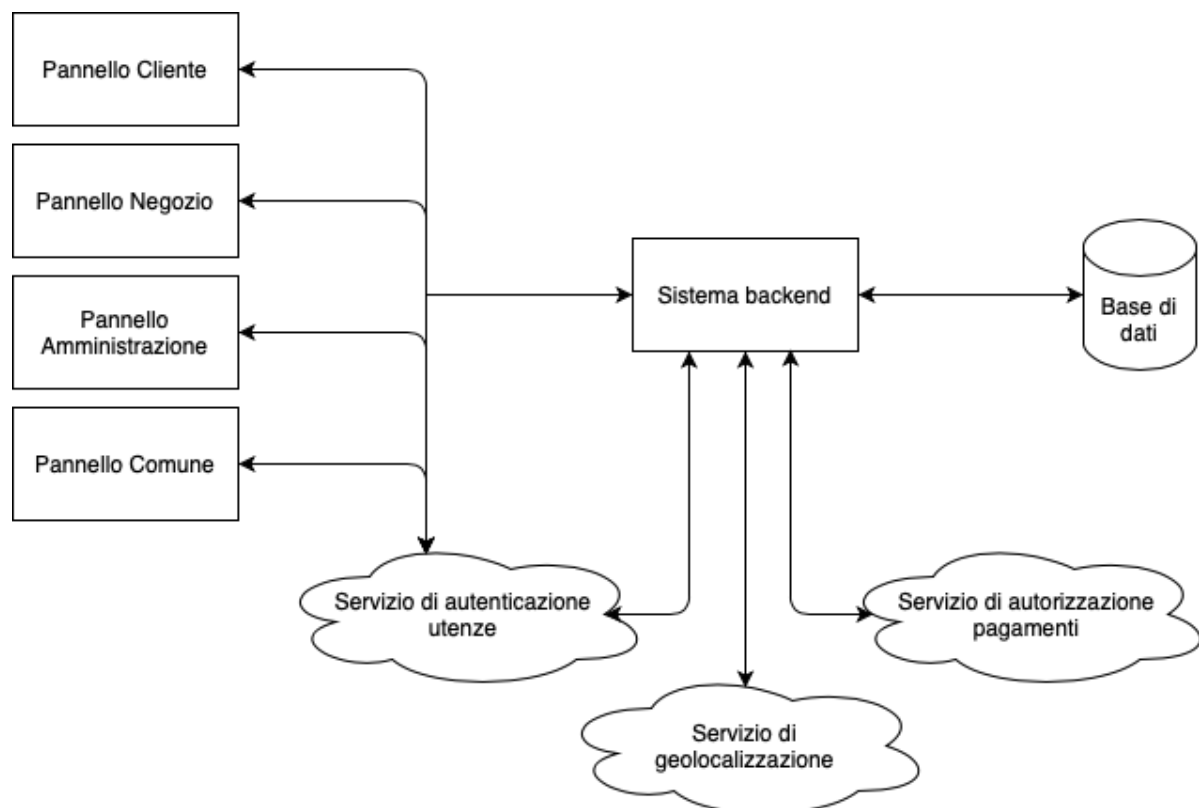 Pannello Cliente
Pannello Negozio
Pannello
Amministrazione
Pannello Comune
Sistema backend
Base di
dati
Servizio di autenticazione
utenze
Servizio di autorizzazione
pagamenti
Servizio di
geolocalizzazione